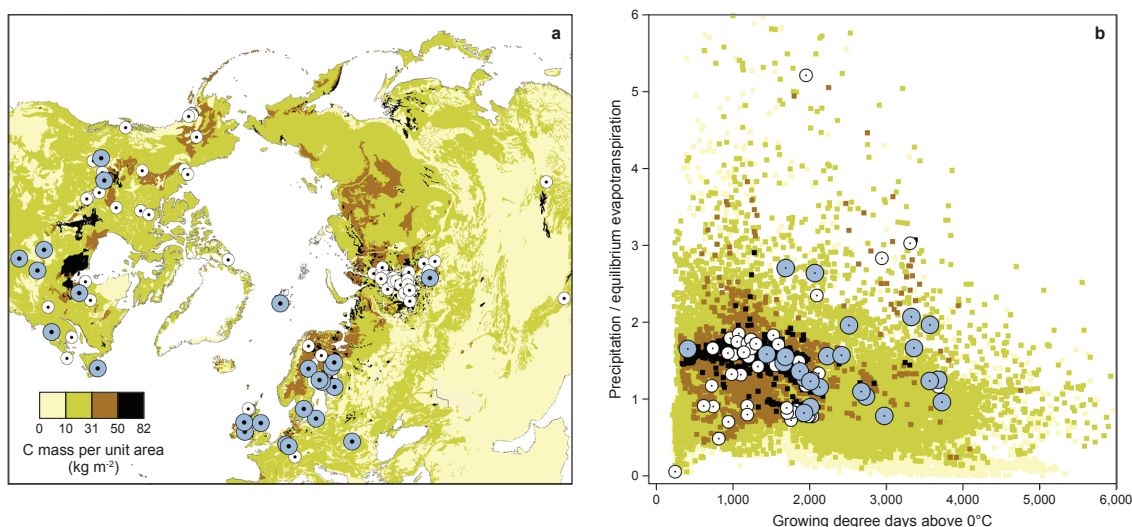 a
0 10 31 50 82
C mass per unit area
(kg m-2)
b
6
5
4
3
2
1
0
Precipitation / equilibrium evapotranspiration
0 1,000 2,000 3,000 4,000 5,000 6,000
Growing degree days above 0°C